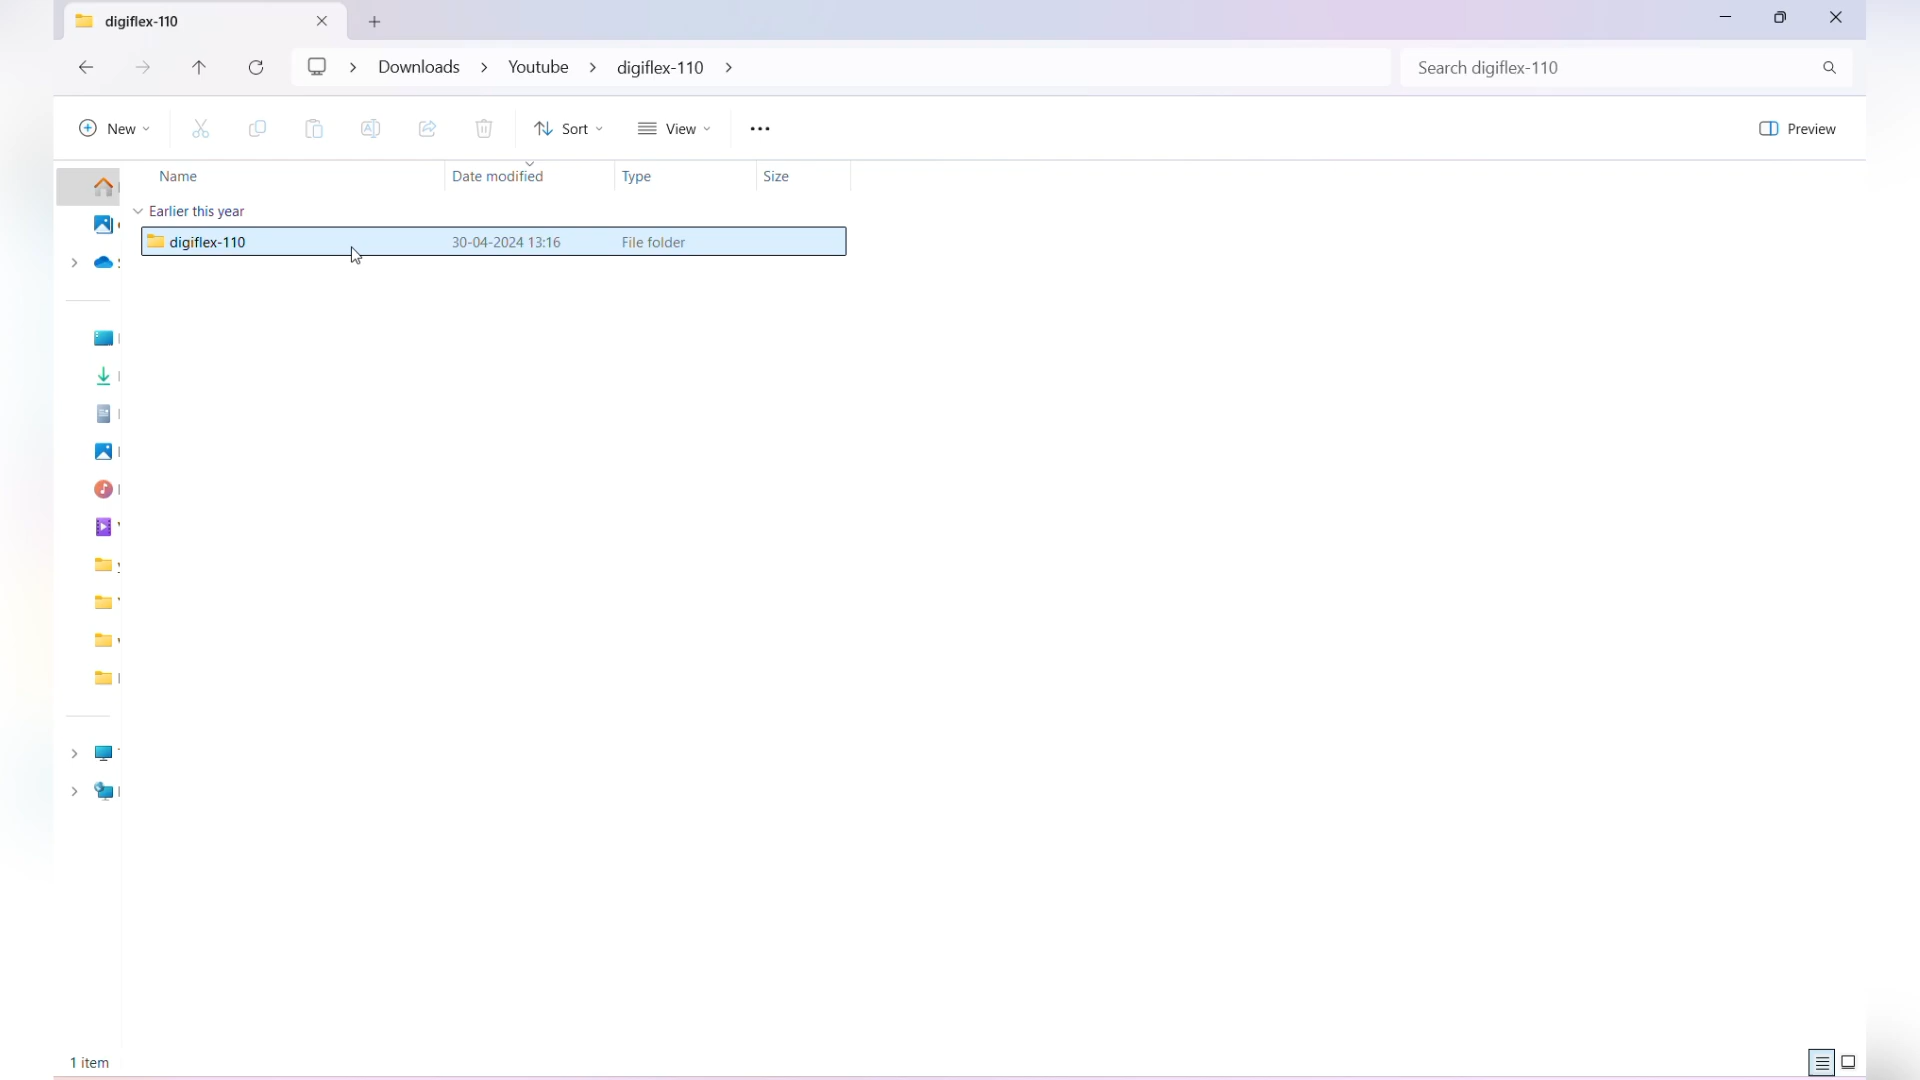 digiflex-110
Downloads > Youtube > digiflex-110 >
Search digiflex-110
New
Sort
View
Preview
Name Date modified Type Size
Earlier this year
digiflex-110 30-04-2024 13:16 File folder
1 item